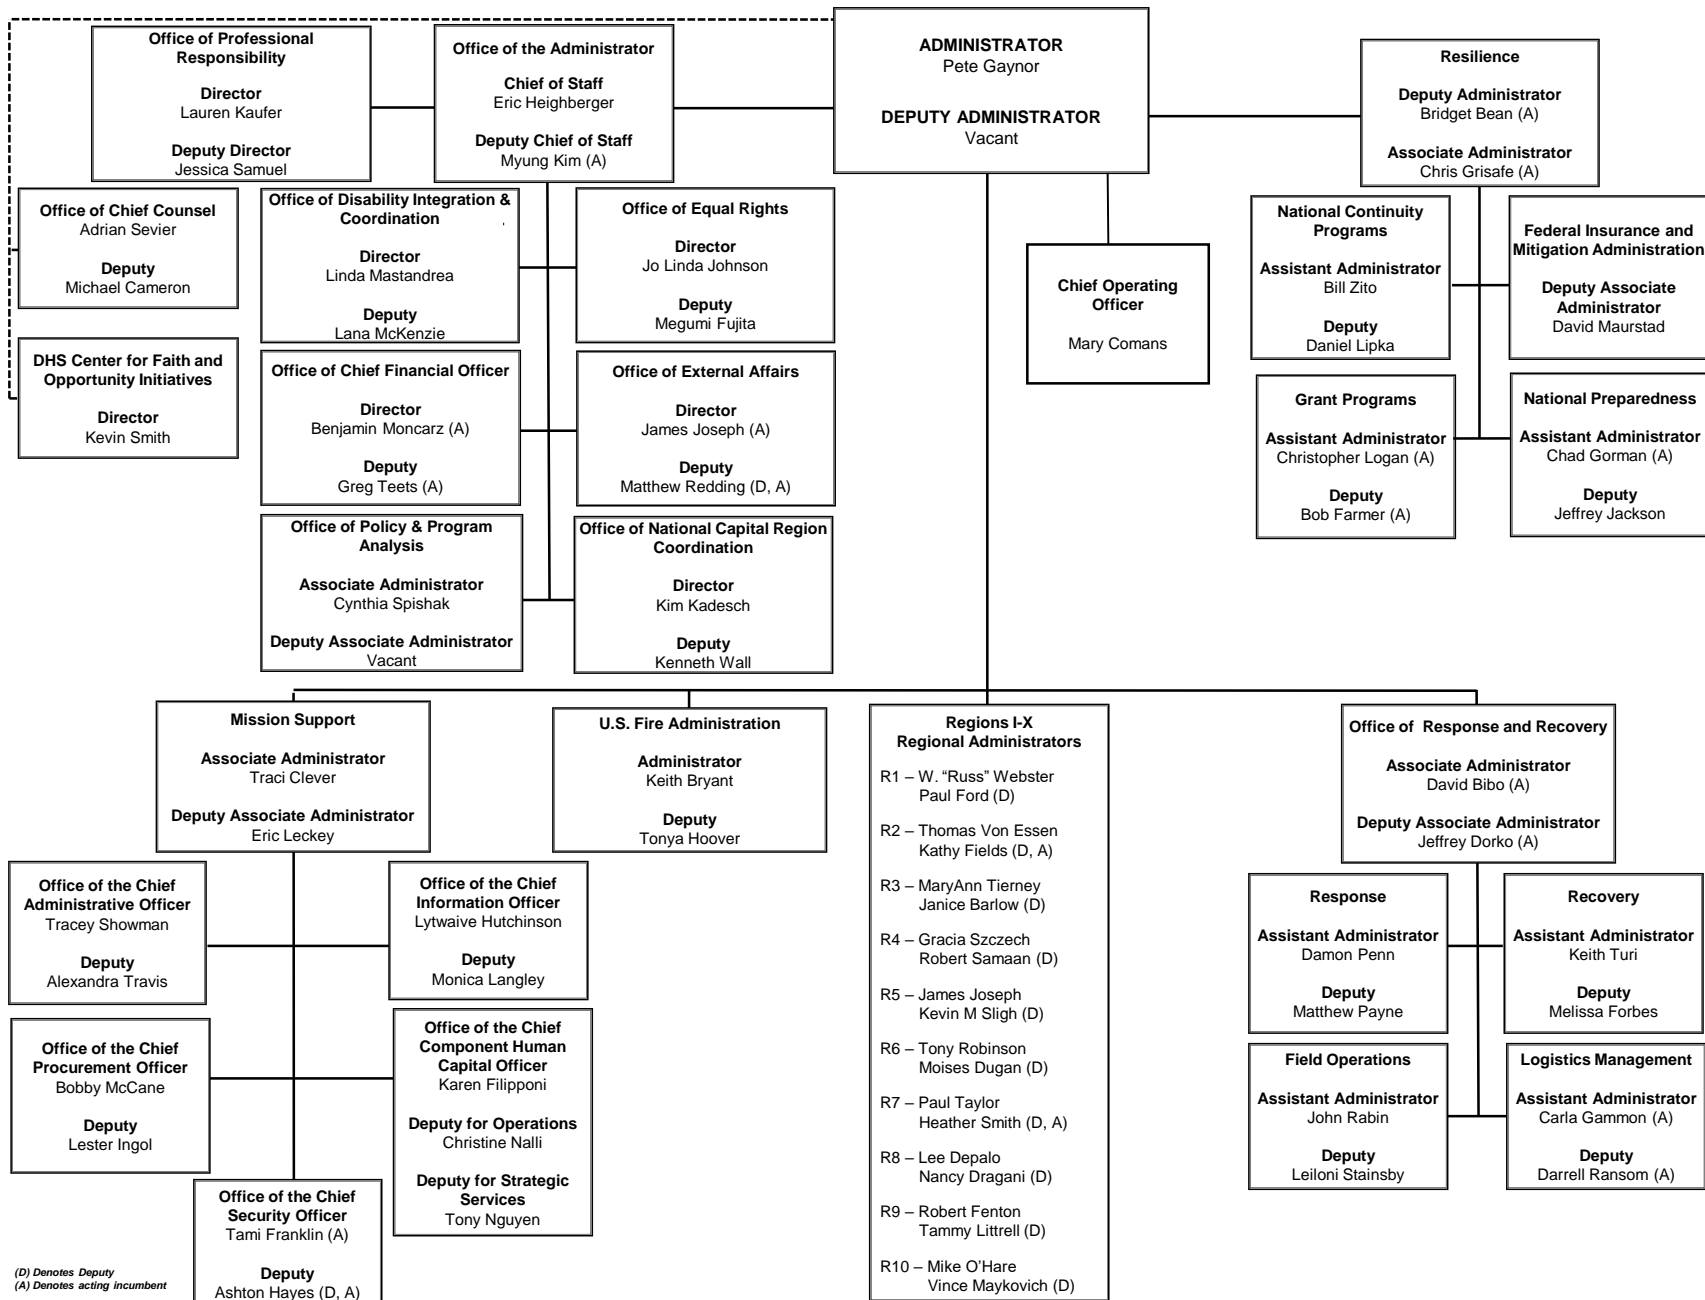 Office of Professional
Responsibility
Director
Lauren Kaufer
Deputy Director
Jessica Samuel
Office of the Administrator
Chief of Staff
Eric Heighberger
Deputy Chief of Staff
Myung Kim (A)
ADMINISTRATOR
Pete Gaynor
DEPUTY ADMINISTRATOR
Vacant
Resilience
Deputy Administrator
Bridget Bean (A)
Associate Administrator
Chris Grisafe (A)
Office of Chief Counsel
Adrian Sevier
Deputy
Michael Cameron
Office of Disability Integration &
Coordination
Director
Linda Mastandrea
Deputy
Lana McKenzie
Office of Equal Rights
Director
Jo Linda Johnson
Deputy
Megumi Fujita
Chief Operating
Officer
Mary Comans
National Continuity
Programs
Assistant Administrator
Bill Zito
Deputy
Daniel Lipka
Federal Insurance and
Mitigation Administration
Deputy Associate
Administrator
David Maurstad
DHS Center for Faith and
Opportunity Initiatives
Director
Kevin Smith
Office of Chief Financial Officer
Director
Benjamin Moncarz (A)
Deputy
Greg Teets (A)
Office of External Affairs
Director
James Joseph (A)
Deputy
Matthew Redding (D, A)
Grant Programs
Assistant Administrator
Christopher Logan (A)
Deputy
Bob Farmer (A)
National Preparedness
Assistant Administrator
Chad Gorman (A)
Deputy
Jeffrey Jackson
Office of Policy & Program
Analysis
Associate Administrator
Cynthia Spishak
Deputy Associate Administrator
Vacant
Office of National Capital Region
Coordination
Director
Kim Kadesch
Deputy
Kenneth Wall
Mission Support
Associate Administrator
Traci Clever
Deputy Associate Administrator
Eric Leckey
U.S. Fire Administration
Administrator
Keith Bryant
Deputy
Tonya Hoover
Regions I-X
Regional Administrators
R1 – W. “Russ” Webster
Paul Ford (D)
R2 – Thomas Von Essen
Kathy Fields (D, A)
R3 – MaryAnn Tierney
Janice Barlow (D)
R4 – Gracia Szczech
Robert Samaan (D)
R5 – James Joseph
Kevin M Sligh (D)
R6 – Tony Robinson
Moises Dugan (D)
R7 – Paul Taylor
Heather Smith (D, A)
R8 – Lee Depalo
Nancy Dragani (D)
R9 – Robert Fenton
Tammy Littrell (D)
R10 – Mike O’Hare
Vince Maykovich (D)
Office of Response and Recovery
Associate Administrator
David Bibo (A)
Deputy Associate Administrator
Jeffrey Dorko (A)
Office of the Chief
Administrative Officer
Tracey Showman
Deputy
Alexandra Travis
Office of the Chief
Information Officer
Lytwaive Hutchinson
Deputy
Monica Langley
Response
Assistant Administrator
Damon Penn
Deputy
Matthew Payne
Recovery
Assistant Administrator
Keith Turi
Deputy
Melissa Forbes
Office of the Chief
Procurement Officer
Bobby McCane
Deputy
Lester Ingol
Office of the Chief
Component Human
Capital Officer
Karen Filipponi
Deputy for Operations
Christine Nalli
Deputy for Strategic
Services
Tony Nguyen
Field Operations
Assistant Administrator
John Rabin
Deputy
Leiloni Stainsby
Logistics Management
Assistant Administrator
Carla Gammon (A)
Deputy
Darrell Ransom (A)
Office of the Chief
Security Officer
Tami Franklin (A)
Deputy
Ashton Hayes (D, A)
(D) Denotes Deputy
(A) Denotes acting incumbent